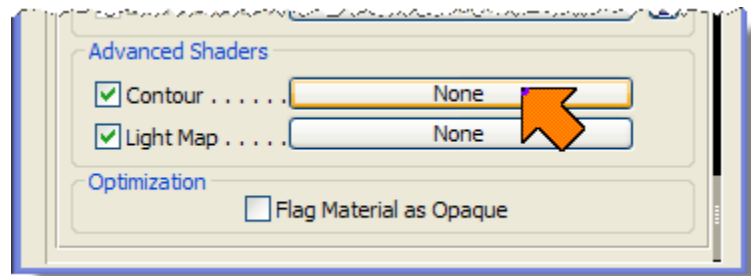 Advanced Shaders
Contour . . . . . . None
Light Map . . . . . None
Optimization
Flag Material as Opaque